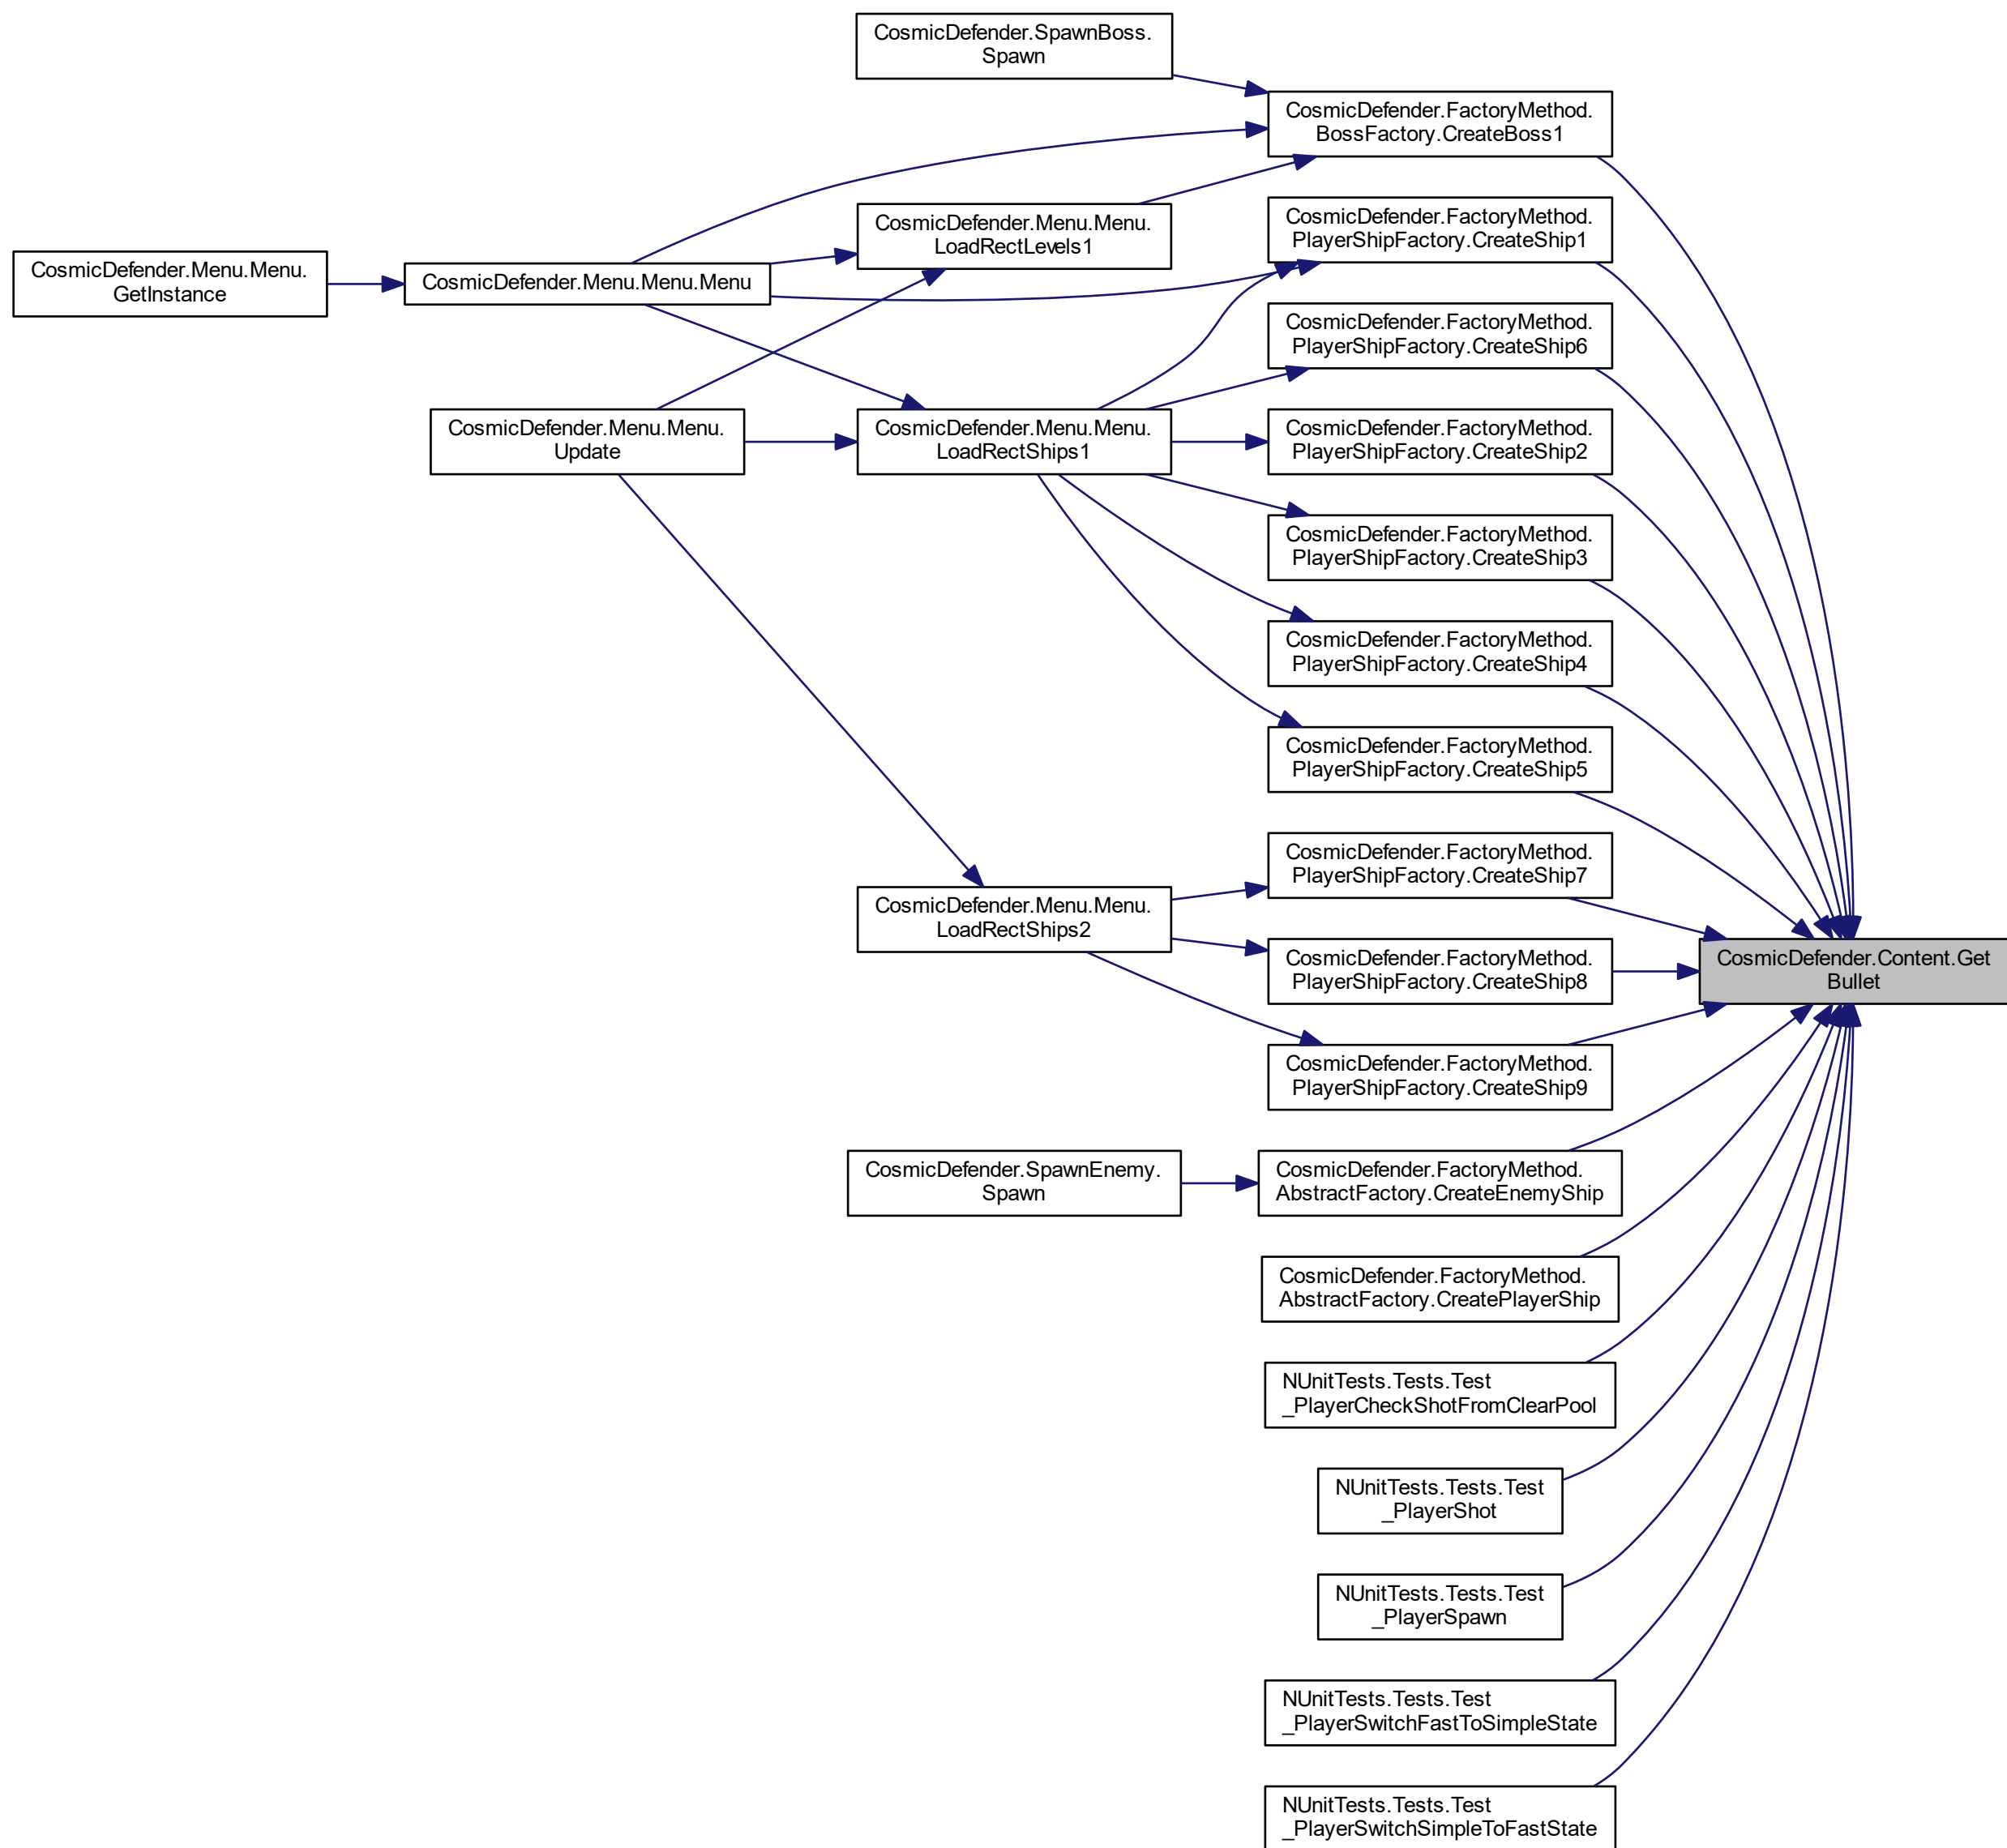 CosmicDefender.SpawnBoss.
Spawn
CosmicDefender.FactoryMethod.
BossFactory.CreateBoss1
CosmicDefender.Menu.Menu.
LoadRectLevels1
CosmicDefender.FactoryMethod.
PlayerShipFactory.CreateShip1
CosmicDefender.Menu.Menu.
GetInstance
CosmicDefender.Menu.Menu.Menu
CosmicDefender.FactoryMethod.
PlayerShipFactory.CreateShip6
CosmicDefender.Menu.Menu.
Update
CosmicDefender.Menu.Menu.
LoadRectShips1
CosmicDefender.FactoryMethod.
PlayerShipFactory.CreateShip2
CosmicDefender.FactoryMethod.
PlayerShipFactory.CreateShip3
CosmicDefender.FactoryMethod.
PlayerShipFactory.CreateShip4
CosmicDefender.FactoryMethod.
PlayerShipFactory.CreateShip5
CosmicDefender.FactoryMethod.
PlayerShipFactory.CreateShip7
CosmicDefender.Menu.Menu.
LoadRectShips2
CosmicDefender.FactoryMethod.
PlayerShipFactory.CreateShip8
CosmicDefender.Content.Get
Bullet
CosmicDefender.FactoryMethod.
PlayerShipFactory.CreateShip9
CosmicDefender.SpawnEnemy.
Spawn
CosmicDefender.FactoryMethod.
AbstractFactory.CreateEnemyShip
CosmicDefender.FactoryMethod.
AbstractFactory.CreatePlayerShip
NUnitTests.Tests.Test
_PlayerCheckShotFromClearPool
NUnitTests.Tests.Test
_PlayerShot
NUnitTests.Tests.Test
_PlayerSpawn
NUnitTests.Tests.Test
_PlayerSwitchFastToSimpleState
NUnitTests.Tests.Test
_PlayerSwitchSimpleToFastState